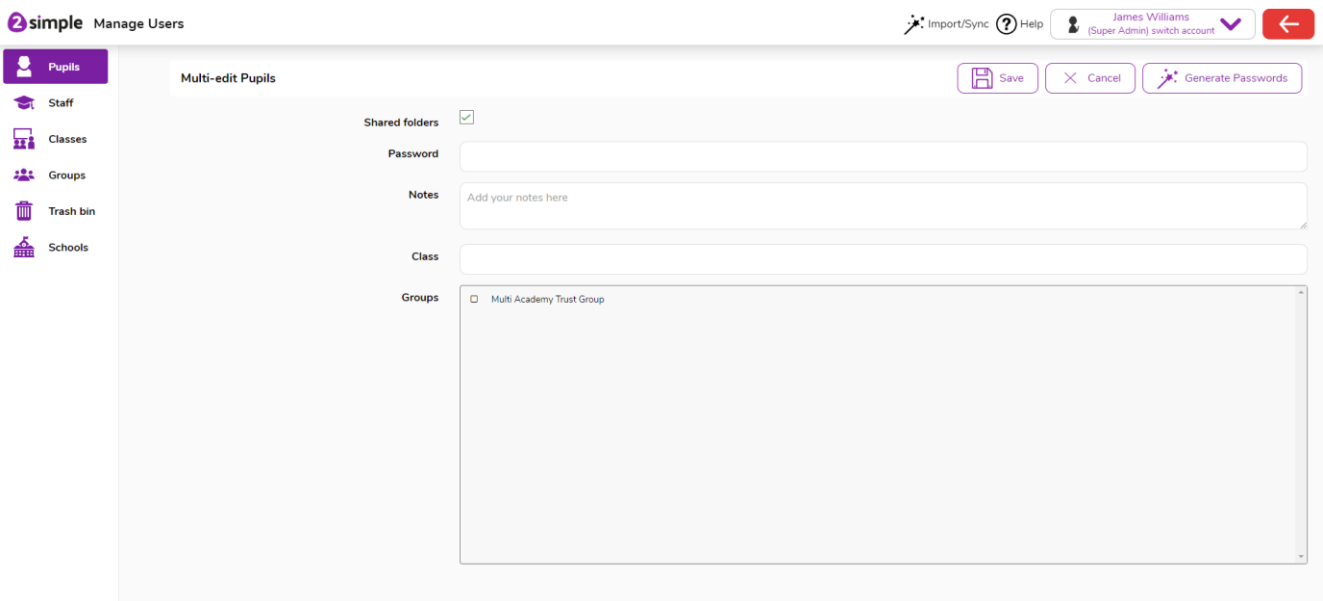 2simple Manage Users
Import/Sync ? Help
James Williams
(Super Admin) switch account
Pupils
Staff
Classes
Groups
Trash bin
Schools
Multi-edit Pupils
Save
Cancel
Generate Passwords
Shared folders
Password
Notes
Add your notes here
Class
Groups
Multi Academy Trust Group